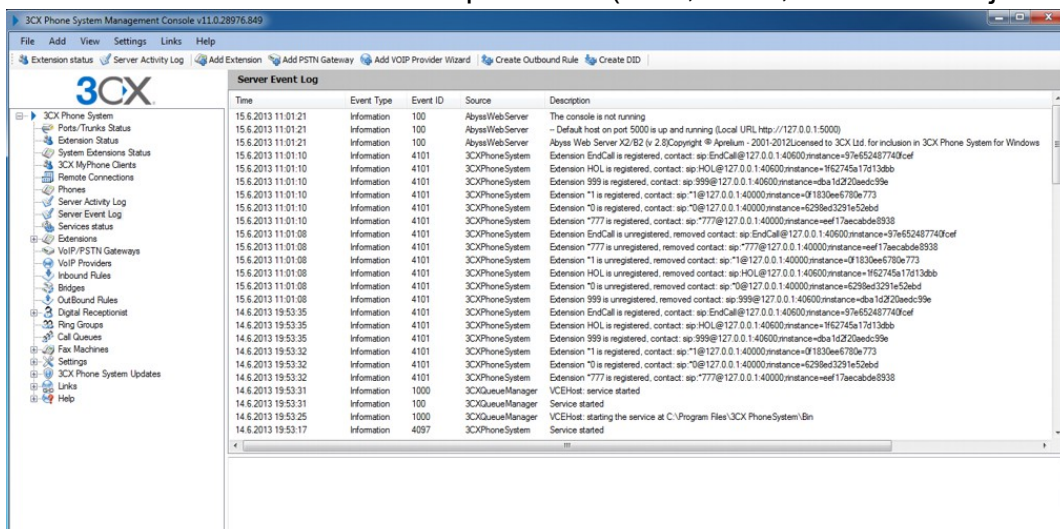 3CX Phone System Management Console v11.0.28976.849
File Add View Settings Links Help
Extension status Server Activity Log Add Extension Add PSTN Gateway Add VOIP Provider Wizard Create Outbound Rule Create DID
3CX
3CX Phone System
Ports/Trunks Status
Extension Status
System Extensions Status
3CX MyPhone Clients
Remote Connections
Phones
Server Activity Log
Server Event Log
Services status
Extensions
VoIP/PSTN Gateways
VoIP Providers
Inbound Rules
Bridges
OutBound Rules
Digital Receptionist
Ring Groups
Call Queues
Fax Machines
Settings
3CX Phone System Updates
Links
Help
Server Event Log
Time Event Type Event ID Source Description
15.6.2013 11:01:21 Information 100 AbyssWebServer The console is not running
15.6.2013 11:01:21 Information 100 AbyssWebServer -- Default host on port 5000 is up and running (Local URL http://127.0.0.1:5000)
15.6.2013 11:01:21 Information 100 AbyssWebServer Abyss Web Server X2/B2 (v 2.8)Copyright © Aprelium - 2001-2012Licensed to 3CX Ltd. for inclusion in 3CX Phone System for Windows
15.6.2013 11:01:10 Information 4101 3CXPhoneSystem Extension EndCall is registered, contact: sip:EndCall@127.0.0.1:40600;rinstance=97e652487740fcef
15.6.2013 11:01:10 Information 4101 3CXPhoneSystem Extension HOL is registered, contact: sip:HOL@127.0.0.1:40600;rinstance=1f62745a17d13dbb
15.6.2013 11:01:10 Information 4101 3CXPhoneSystem Extension 999 is registered, contact: sip:999@127.0.0.1:40600;rinstance=dba1d2f20aedc99e
15.6.2013 11:01:10 Information 4101 3CXPhoneSystem Extension *1 is registered, contact: sip:*1@127.0.0.1:40000;rinstance=0f1830ee6780e773
15.6.2013 11:01:10 Information 4101 3CXPhoneSystem Extension *0 is registered, contact: sip:*0@127.0.0.1:40000;rinstance=6298ed3291e52ebd
15.6.2013 11:01:10 Information 4101 3CXPhoneSystem Extension *777 is registered, contact: sip:*777@127.0.0.1:40000;rinstance=eef17aecabde8938
15.6.2013 11:01:08 Information 4101 3CXPhoneSystem Extension EndCall is unregistered, removed contact: sip:EndCall@127.0.0.1:40600;rinstance=97e652487740fcef
15.6.2013 11:01:08 Information 4101 3CXPhoneSystem Extension *777 is unregistered, removed contact: sip:*777@127.0.0.1:40000;rinstance=eef17aecabde8938
15.6.2013 11:01:08 Information 4101 3CXPhoneSystem Extension *1 is unregistered, removed contact: sip:*1@127.0.0.1:40000;rinstance=0f1830ee6780e773
15.6.2013 11:01:08 Information 4101 3CXPhoneSystem Extension HOL is unregistered, removed contact: sip:HOL@127.0.0.1:40600;rinstance=1f62745a17d13dbb
15.6.2013 11:01:08 Information 4101 3CXPhoneSystem Extension *0 is unregistered, removed contact: sip:*0@127.0.0.1:40000;rinstance=6298ed3291e52ebd
15.6.2013 11:01:08 Information 4101 3CXPhoneSystem Extension 999 is unregistered, removed contact: sip:999@127.0.0.1:40600;rinstance=dba1d2f20aedc99e
14.6.2013 19:53:35 Information 4101 3CXPhoneSystem Extension EndCall is registered, contact: sip:EndCall@127.0.0.1:40600;rinstance=97e652487740fcef
14.6.2013 19:53:35 Information 4101 3CXPhoneSystem Extension HOL is registered, contact: sip:HOL@127.0.0.1:40600;rinstance=1f62745a17d13dbb
14.6.2013 19:53:35 Information 4101 3CXPhoneSystem Extension 999 is registered, contact: sip:999@127.0.0.1:40600;rinstance=dba1d2f20aedc99e
14.6.2013 19:53:32 Information 4101 3CXPhoneSystem Extension *1 is registered, contact: sip:*1@127.0.0.1:40000;rinstance=0f1830ee6780e773
14.6.2013 19:53:32 Information 4101 3CXPhoneSystem Extension *0 is registered, contact: sip:*0@127.0.0.1:40000;rinstance=6298ed3291e52ebd
14.6.2013 19:53:32 Information 4101 3CXPhoneSystem Extension *777 is registered, contact: sip:*777@127.0.0.1:40000;rinstance=eef17aecabde8938
14.6.2013 19:53:31 Information 1000 3CXQueueManager VCEHost: service started
14.6.2013 19:53:31 Information 100 3CXQueueManager Service started
14.6.2013 19:53:25 Information 1000 3CXQueueManager VCEHost: starting the service at C:\Program Files\3CX PhoneSystem\Bin
14.6.2013 19:53:17 Information 4097 3CXPhoneSystem Service started